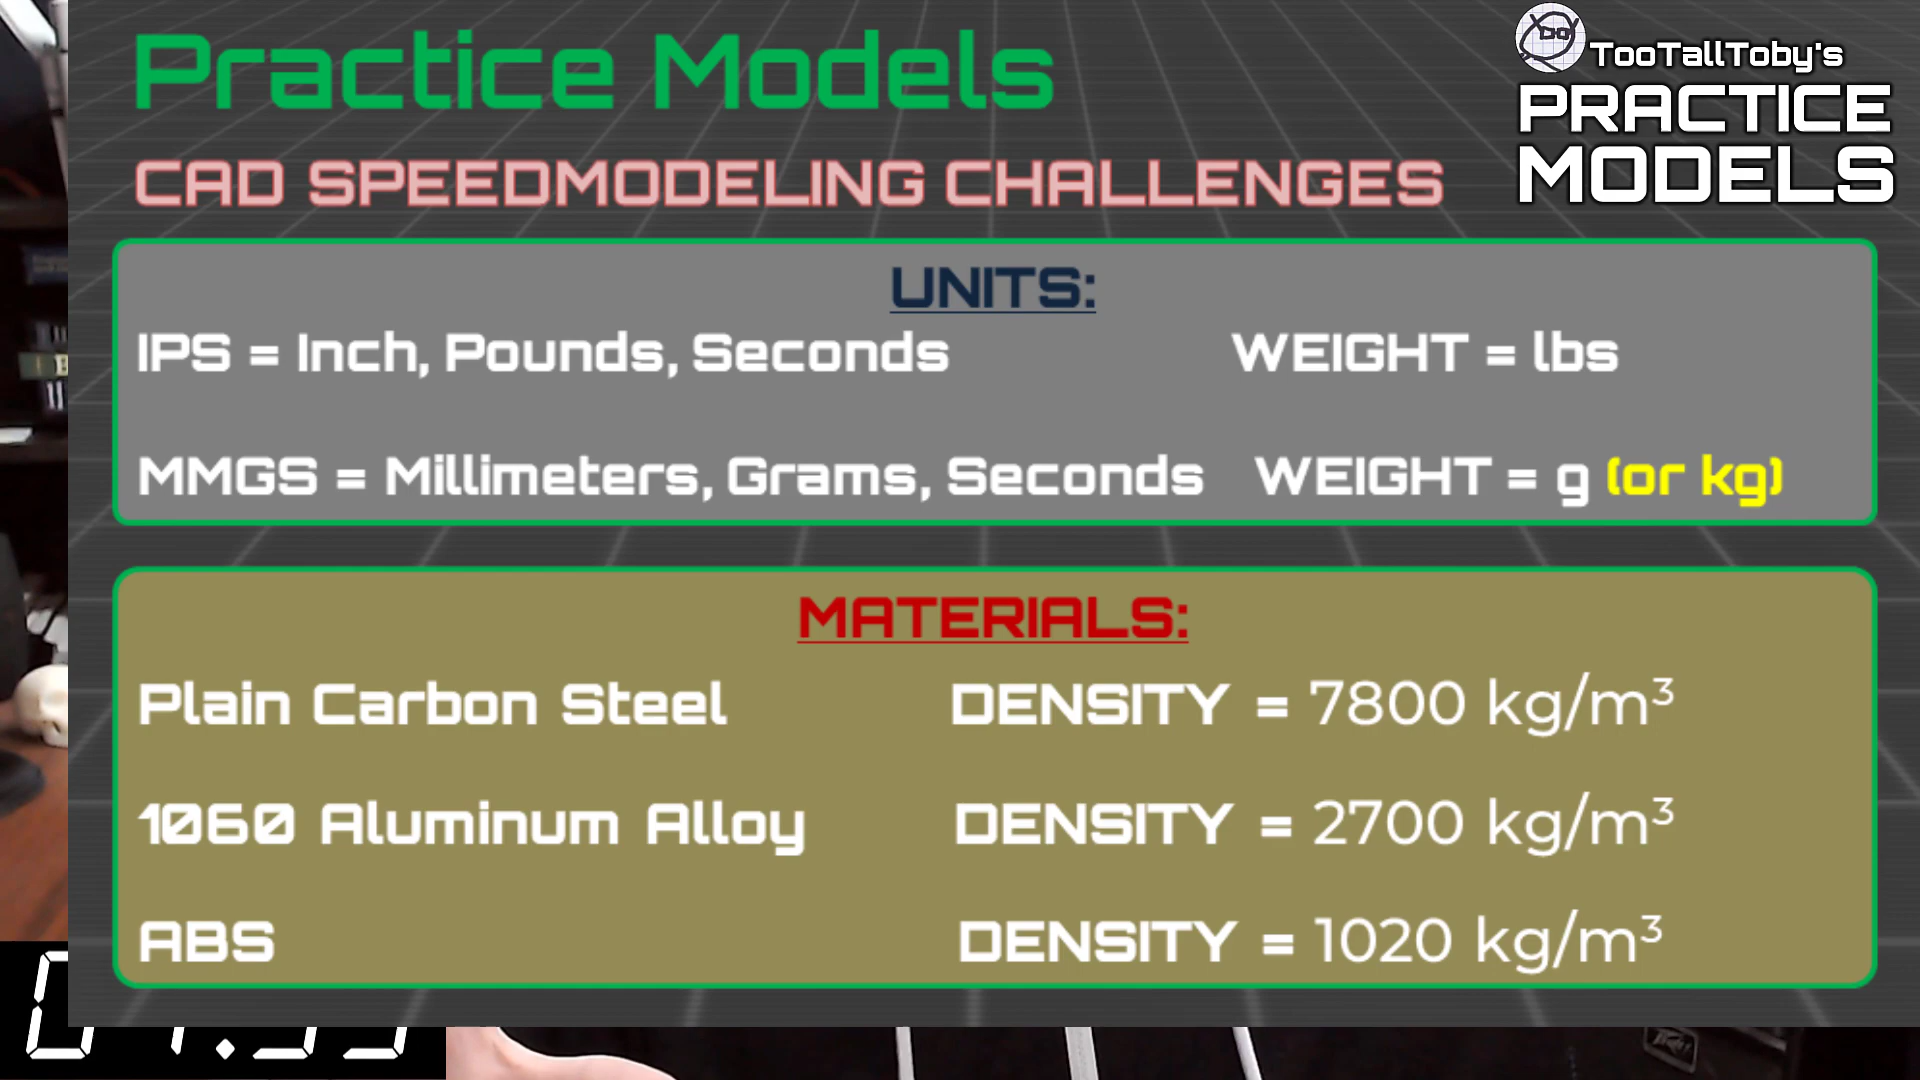 Practice Models
TooTallToby's
PRACTICE
MODELS
CAD SPEEDMODELING CHALLENGES
UNITS:
IPS = Inch, Pounds, Seconds WEIGHT = lbs
MMGS = Millimeters, Grams, Seconds WEIGHT = g (or kg)
MATERIALS:
Plain Carbon Steel DENSITY = 7800 kg/m³
1060 Aluminum Alloy DENSITY = 2700 kg/m³
ABS DENSITY = 1020 kg/m³